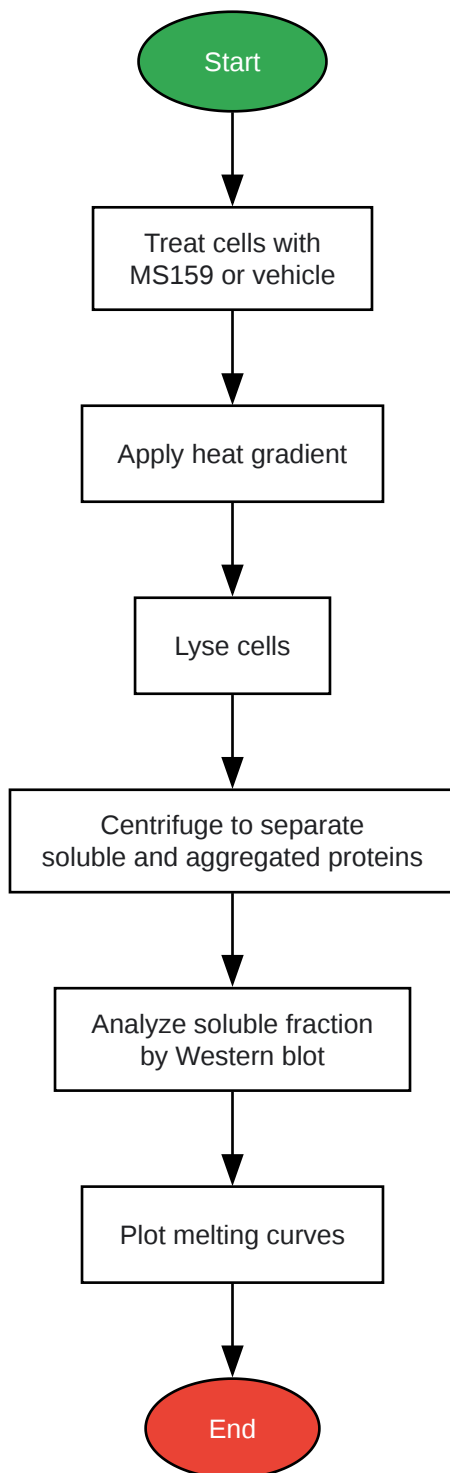 Start
Treat cells with
MS159 or vehicle
Apply heat gradient
Lyse cells
Centrifuge to separate
soluble and aggregated proteins
Analyze soluble fraction
by Western blot
Plot melting curves
End